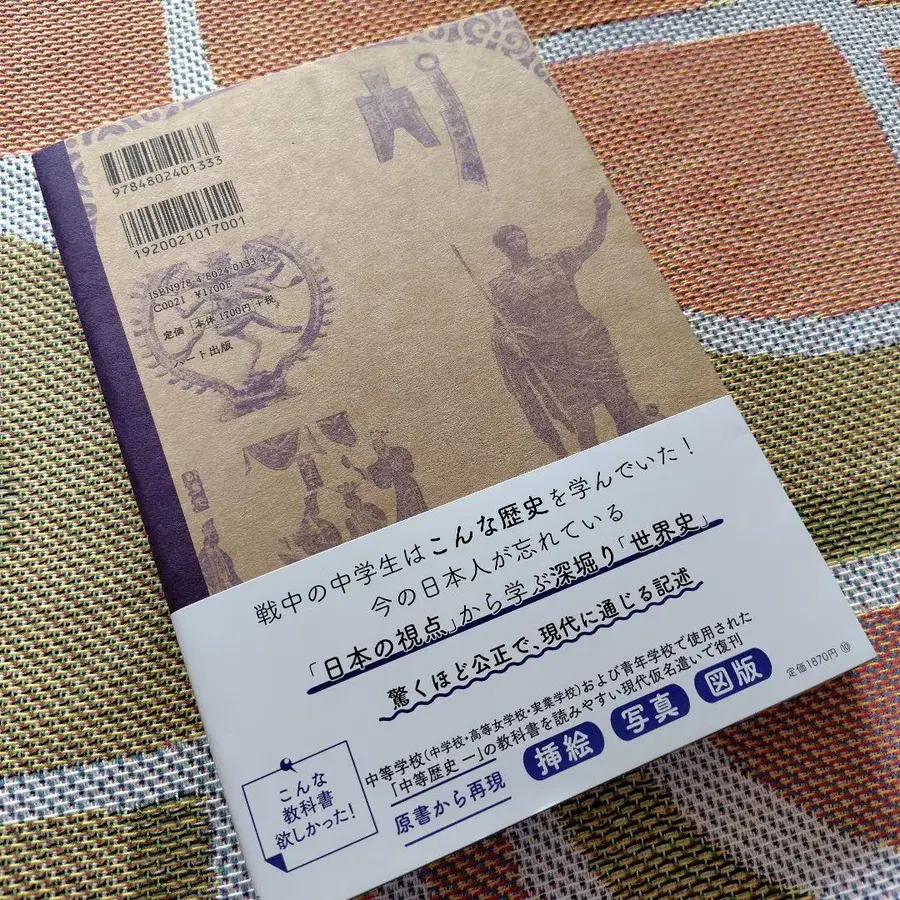 9784802401333
1920021017001
ISBN978-4-8024-0133-3
C0021 ¥1700E
定価 [本体 1700円]+税
ハート出版
戦中の中学生はこんな歴史を学んでいた！
今の日本人が忘れている
「日本の視点」から学ぶ深堀り「世界史」
驚くほど公正で、現代に通じる記述
中等学校(中学校・高等女学校・実業学校)および青年学校で使用された
「中等歴史 一」の教科書を読みやすい現代仮名遣いで復刊
原書から再現 挿絵 写真 図版
定価1870円 ⑩
こんな
教科書
欲しかった！